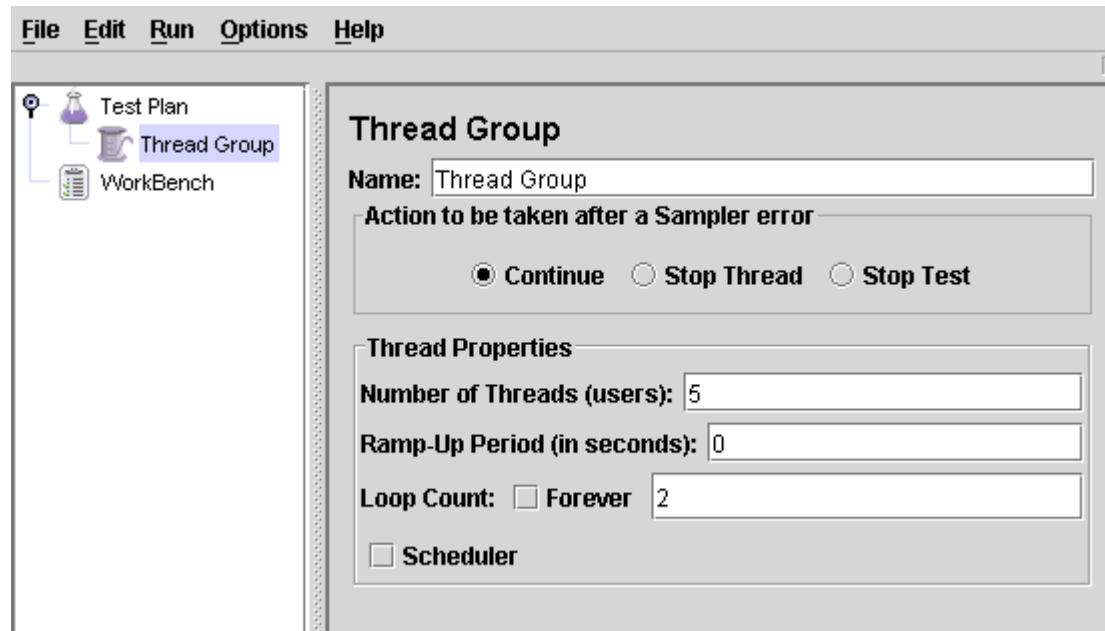 File Edit Run Options Help
Test Plan
Thread Group
WorkBench
Thread Group
Name: Thread Group
Action to be taken after a Sampler error
Continue Stop Thread Stop Test
Thread Properties
Number of Threads (users): 5
Ramp-Up Period (in seconds): 0
Loop Count: Forever 2
Scheduler